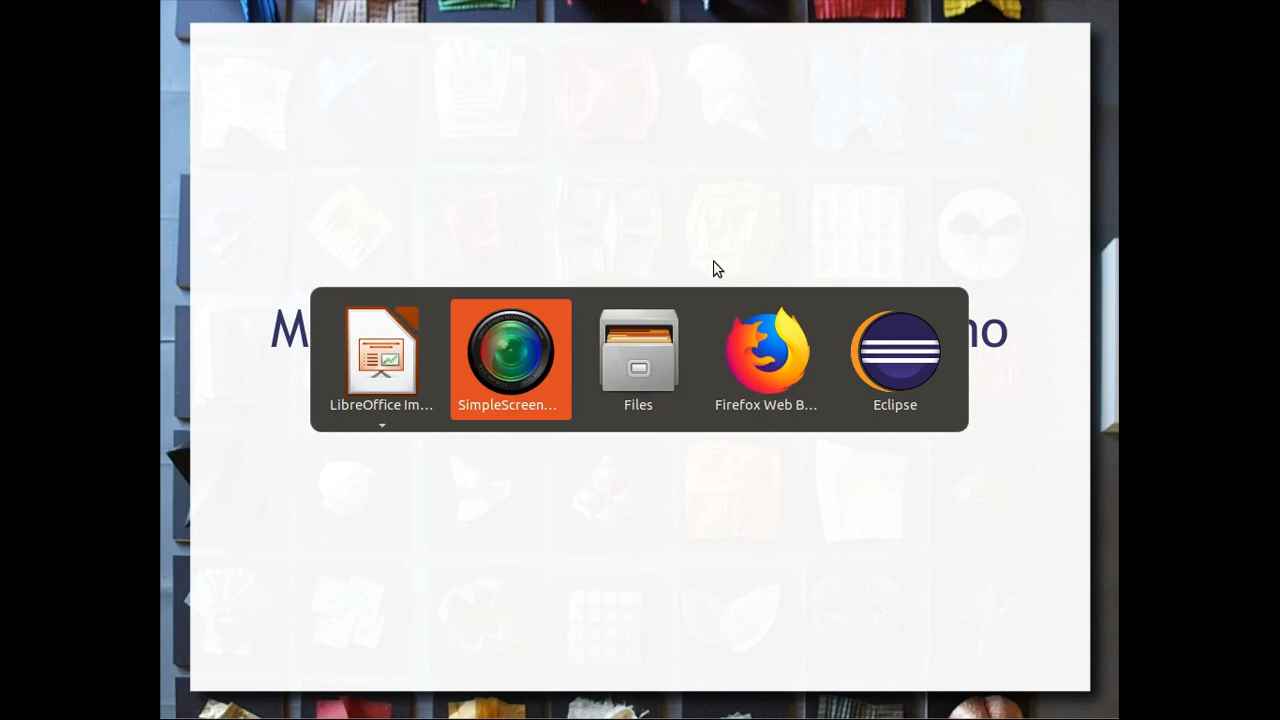 LibreOffice Im...
SimpleScreen...
Files
Firefox Web B...
Eclipse